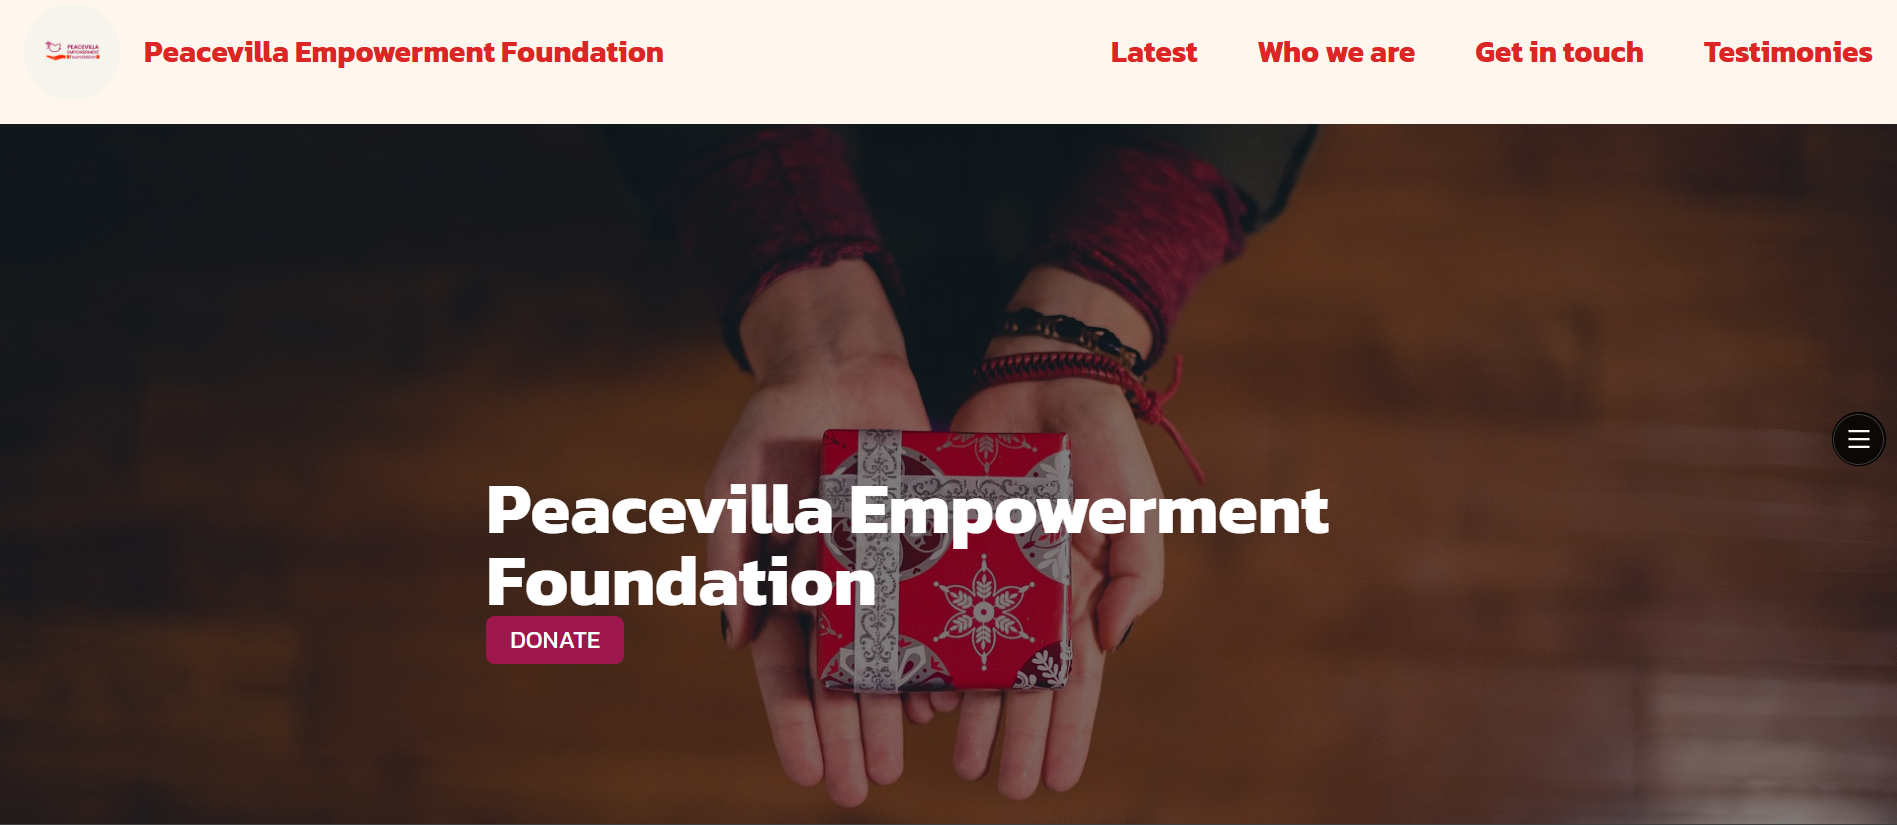 PEACEVILLA
EMPOWERMENT
Foundation
Peacevilla Empowerment Foundation
Latest
Who we are
Get in touch
Testimonies
Peacevilla Empowerment
Foundation
DONATE